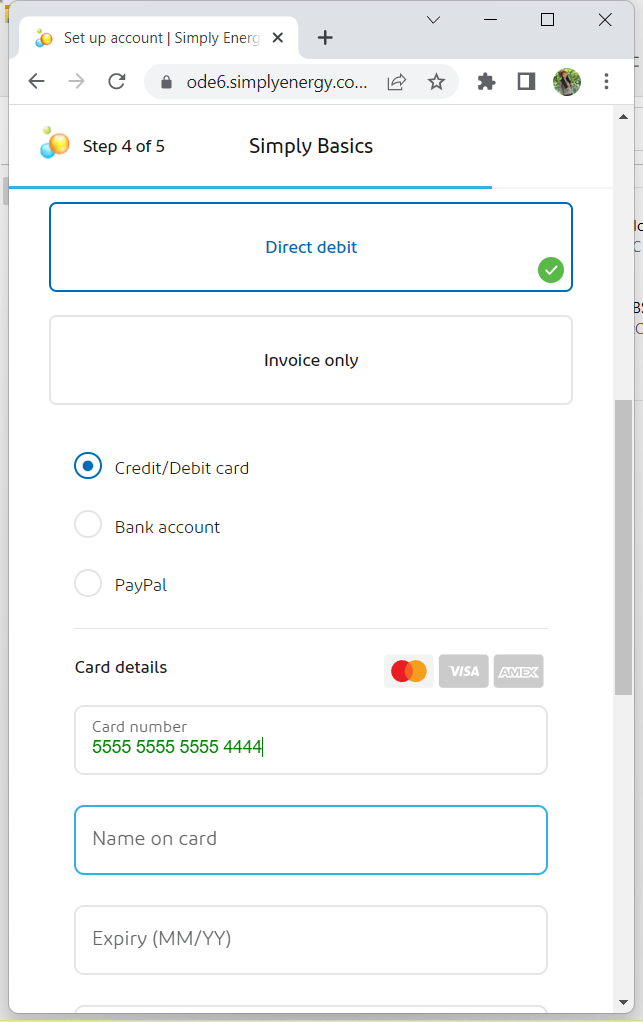 Set up account | Simply Energ
ode6.simplyenergy.co...
Step 4 of 5
Simply Basics
Direct debit
Invoice only
Credit/Debit card
Bank account
PayPal
Card details
VISA
AMEX
Card number
5555 5555 5555 4444
Name on card
Expiry (MM/YY)